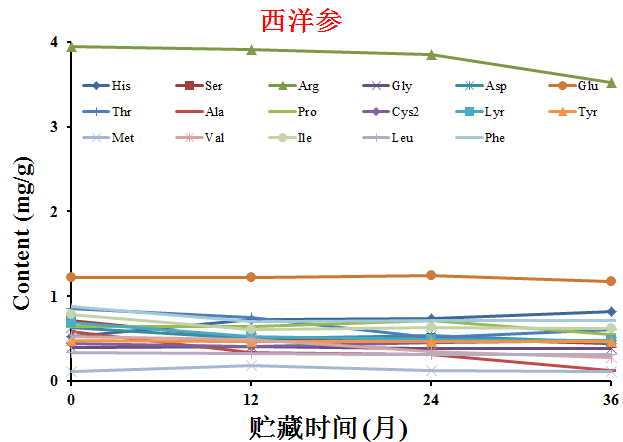 西洋参
4
3
2
1
0
Content (mg/g)
His Ser Arg Gly Asp Glu
Thr Ala Pro Cys2 Lyr Tyr
Met Val Ile Leu Phe
0 12 24 36
贮藏时间(月)